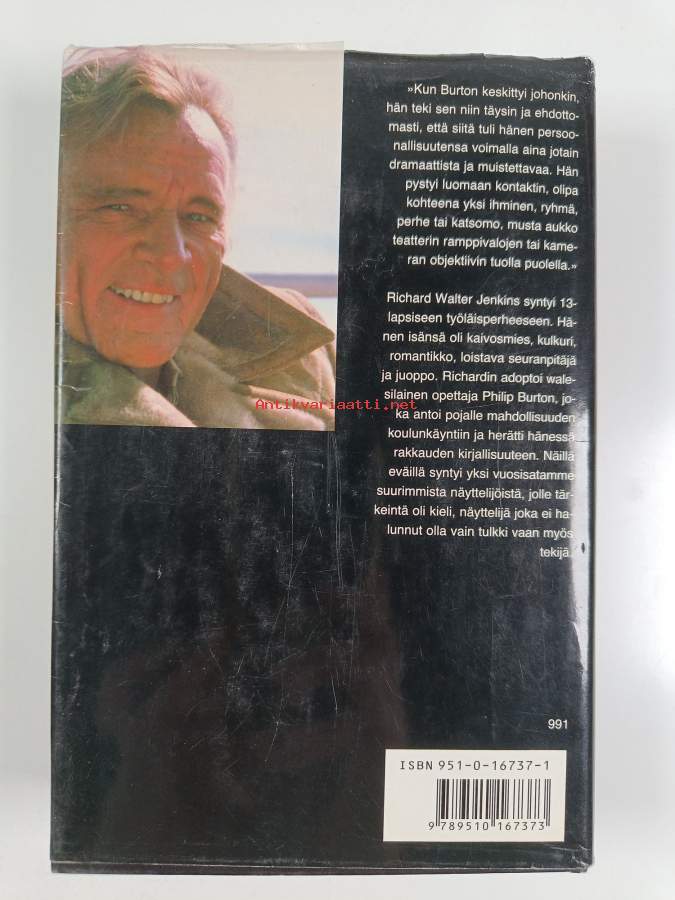 »Kun Burton keskittyi johonkin,
hän teki sen niin täysin ja ehdotto-
masti, että siitä tuli hänen persoo-
nallisuutensa voimalla aina jotain
dramaattista ja muistettavaa. Hän
pystyi luomaan kontaktin, olipa
kohteena yksi ihminen, ryhmä,
perhe tai katsomo, musta aukko
teatterin ramppivalojen tai kame-
ran objektiivin tuolla puolella.»
Richard Walter Jenkins syntyi 13-
lapsiseen työläisperheeseen. Hä-
nen isänsä oli kaivosmies, kulkuri,
romantikko, loistava seuranpitäjä
ja juoppo. Richardin adoptoi wale-
silainen opettaja Philip Burton, jo-
ka antoi pojalle mahdollisuuden
koulunkäyntiin ja herätti hänessä
rakkauden kirjallisuuteen. Näillä
eväillä syntyi yksi vuosisatamme
suurimmista näyttelijöistä, jolle tär-
keintä oli kieli, näyttelijä joka ei ha-
lunnut olla vain tulkki vaan myös
tekijä.
Antikvariaatti.net
991
ISBN 951-0-16737-1
9 789510 167373